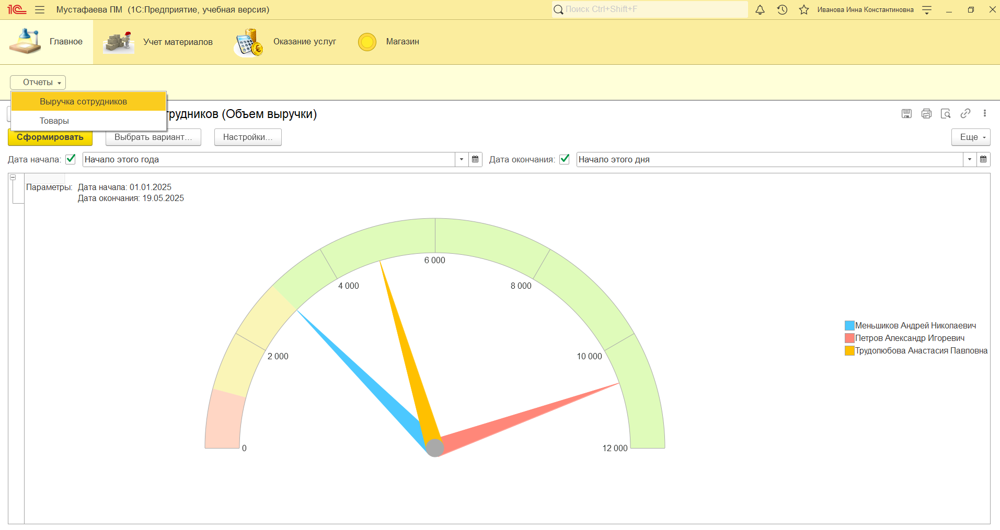 Мустафаева ПМ (1С:Предприятие, учебная версия)
Поиск Ctrl+Shift+F
Иванова Инна Константиновна
Главное
Учет материалов
Оказание услуг
Магазин
Отчеты
Выручка сотрудников
Товары
трудников (Объем выручки)
Сформировать
Выбрать вариант...
Настройки...
Еще
Дата начала:
Начало этого года
Дата окончания:
Начало этого дня
Параметры:
Дата начала: 01.01.2025
Дата окончания: 19.05.2025
0
2 000
4 000
6 000
8 000
10 000
12 000
Меньшиков Андрей Николаевич
Петров Александр Игоревич
Трудолюбова Анастасия Павловна